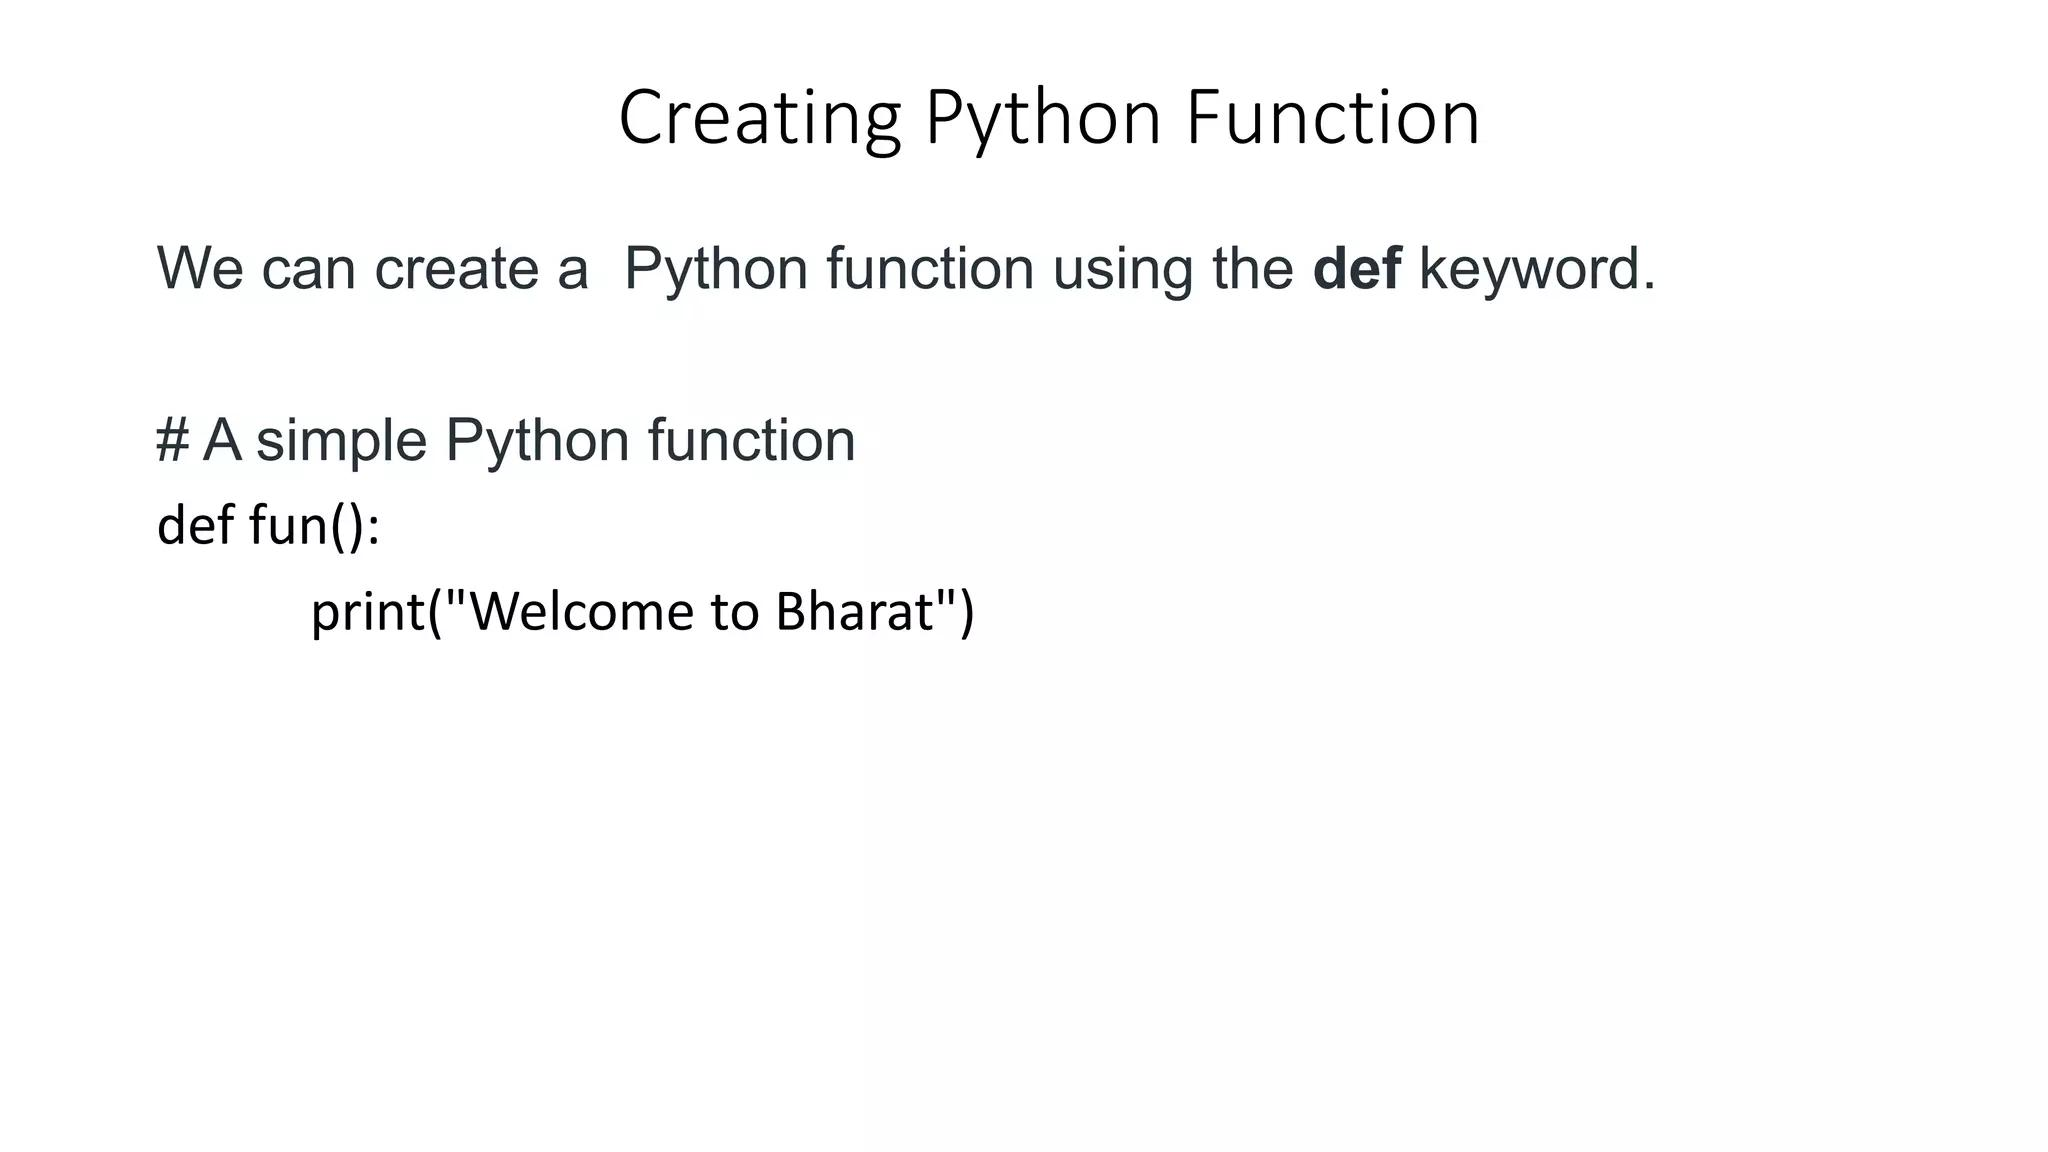 Creating Python Function
We can create a  Python function using the def keyword.
# A simple Python function
def fun():
print("Welcome to Bharat")